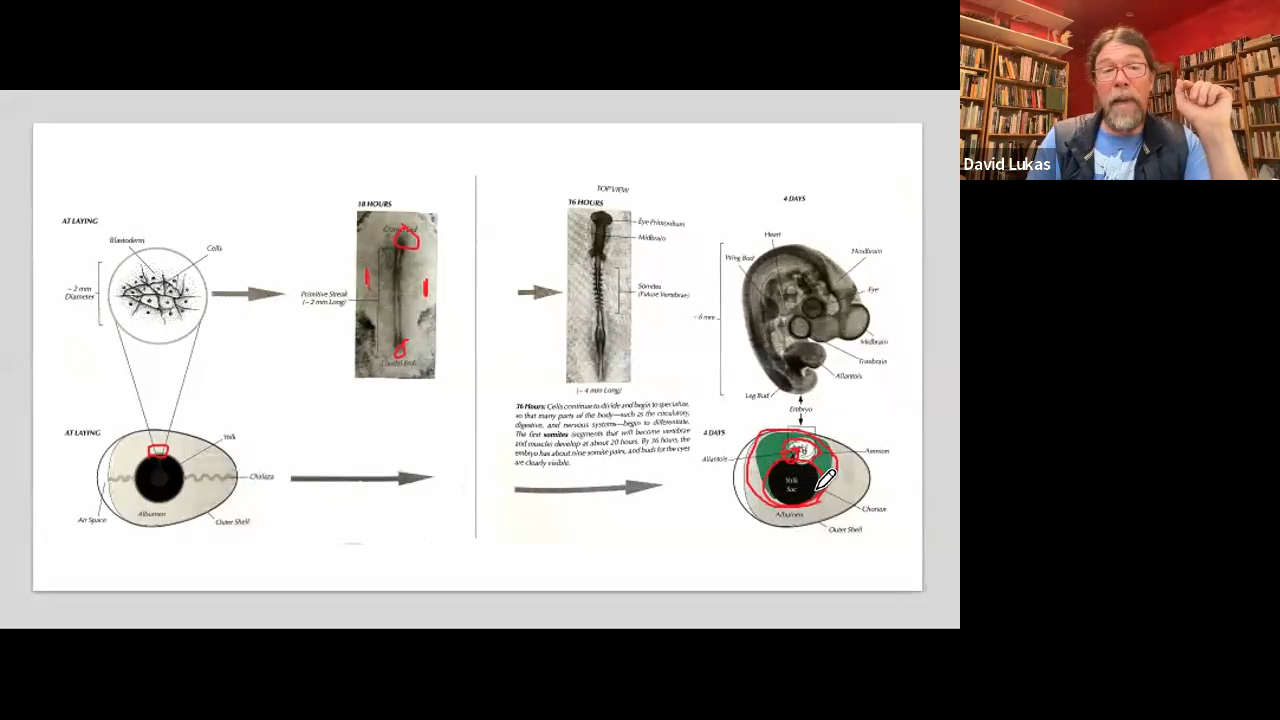 David Lukas
AT LAYING
Blastoderm
Cells
~ 2 mm
Diameter
18 HOURS
Primitive Streak
(~ 2 mm Long)
Caudal End
AT LAYING
Yolk
Chalaza
Air Space
Albumen
Outer Shell
TOP VIEW
36 HOURS
Eye Primordium
Midbrain
Somites
(Future Vertebrae)
(~ 4 mm Long)
36 Hours: Cells continue to divide and begin to specialize,
so that many parts of the body—such as the circulatory,
digestive, and nervous systems—begin to differentiate.
The first somites (segments that will become vertebrae
and muscle) develop at about 20 hours. By 36 hours, the
embryo has about nine somite pairs, and buds for the eyes
are clearly visible.
4 DAYS
Heart
Wing Bud
Hindbrain
Eye
~ 6 mm
Midbrain
Forebrain
Allantois
Leg Bud
Embryo
4 DAYS
Allantois
Amnion
Yolk
Sac
Albumen
Chorion
Outer Shell